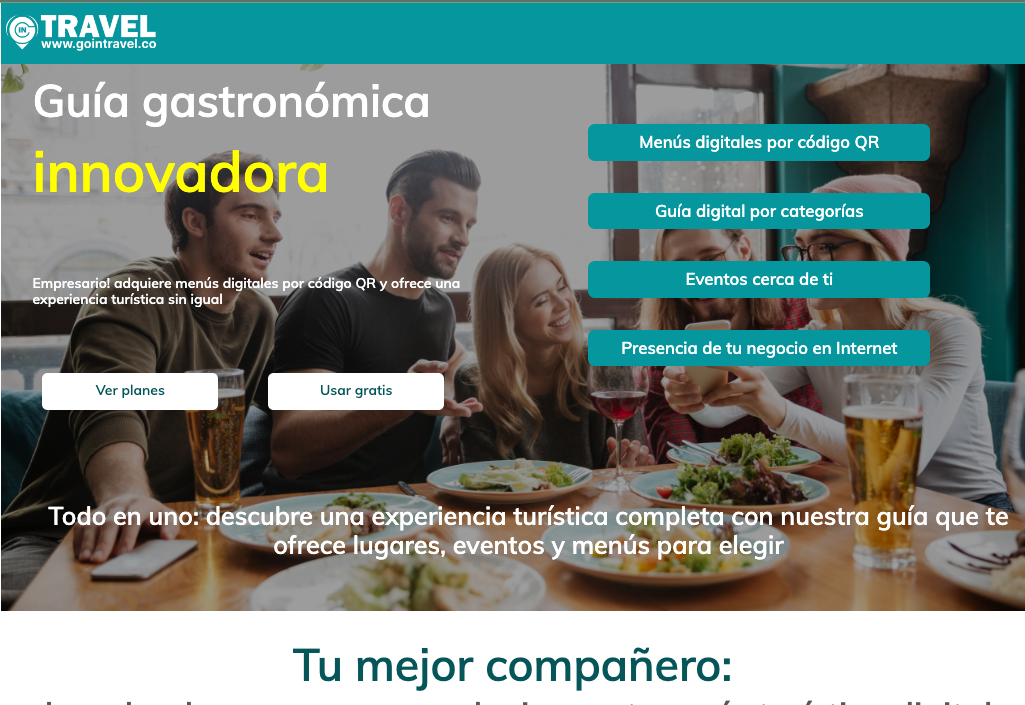 IN
TRAVEL
www.gointravel.co
Guía gastronómica
innovadora
Empresario! adquiere menús digitales por código QR y ofrece una
experiencia turística sin igual
Ver planes
Usar gratis
Menús digitales por código QR
Guía digital por categorías
Eventos cerca de ti
Presencia de tu negocio en Internet
Todo en uno: descubre una experiencia turística completa con nuestra guía que te
ofrece lugares, eventos y menús para elegir
Tu mejor compañero: